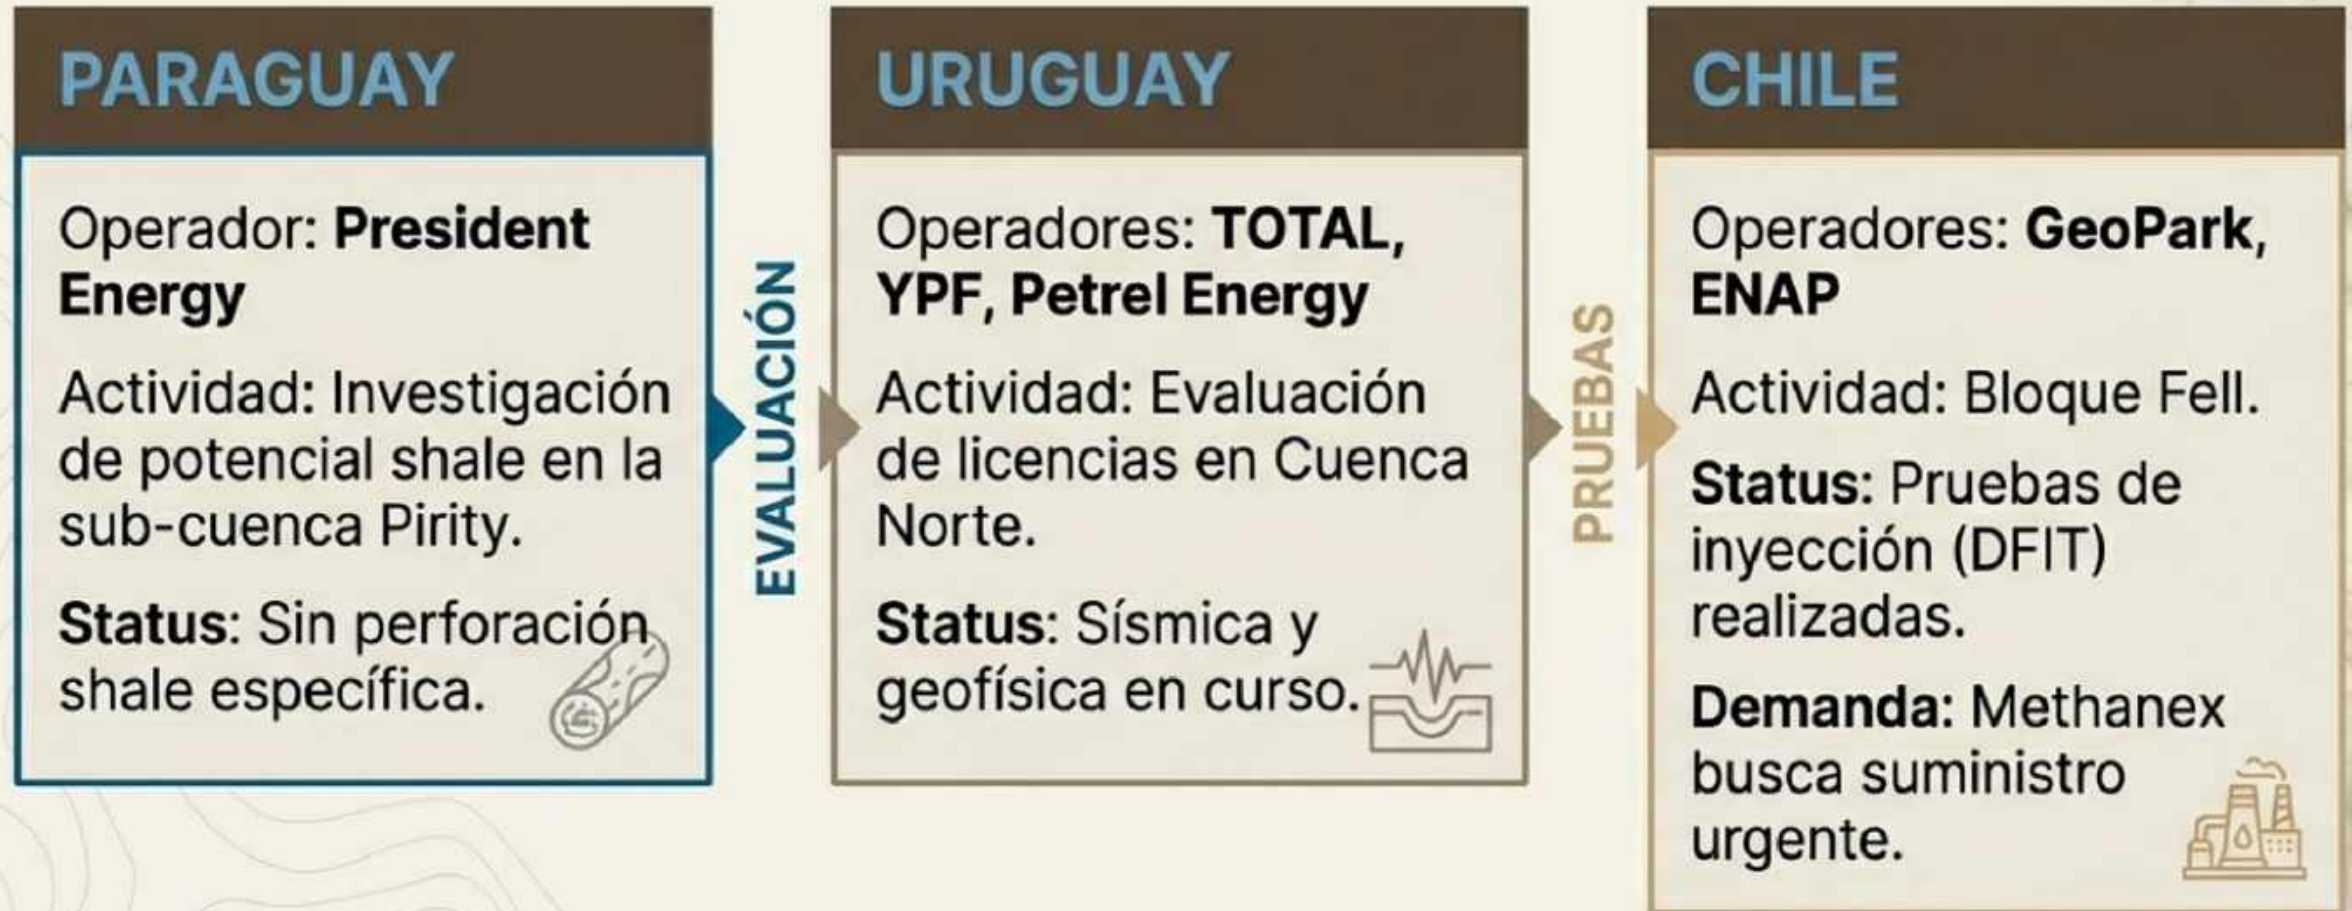 PARAGUAY
Operador: President
Energy
Actividad: Investigación
de potencial shale en la
sub-cuenca Pirity.
Status: Sin perforación
shale específica.
EVALUACIÓN
URUGUAY
Operadores: TOTAL,
YPF, Petrel Energy
Actividad: Evaluación
de licencias en Cuenca
Norte.
Status: Sísmica y
geofísica en curso.
PRUEBAS
CHILE
Operadores: GeoPark,
ENAP
Actividad: Bloque Fell.
Status: Pruebas de
inyección (DFIT)
realizadas.
Demanda: Methanex
busca suministro
urgente.